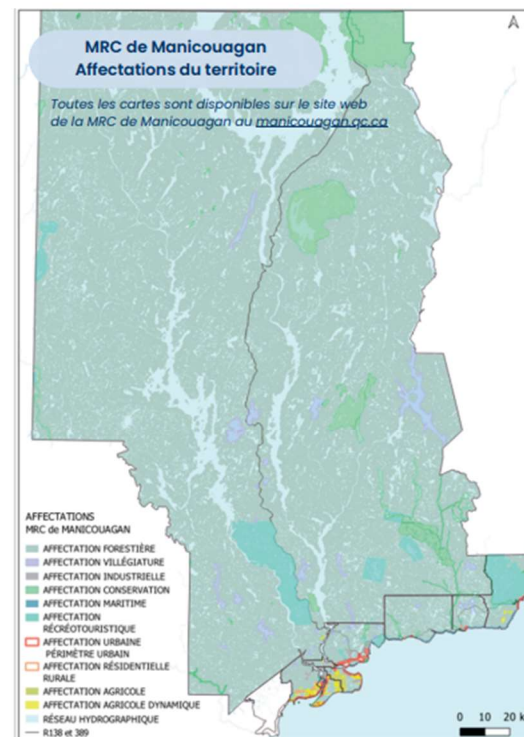 MRC de Manicouagan
Affectations du territoire
Toutes les cartes sont disponibles sur le site web
de la MRC de Manicouagan au manicouagan.qc.ca
A
AFFECTATIONS
MRC de MANICOUAGAN
AFFECTATION FORESTIÈRE
AFFECTATION VILLÉGIATURE
AFFECTATION INDUSTRIELLE
AFFECTATION CONSERVATION
AFFECTATION MARITIME
AFFECTATION
RÉCRÉOTOURISTIQUE
AFFECTATION URBAINE
PÉRIMÈTRE URBAIN
AFFECTATION RÉSIDENTIELLE
RURALE
AFFECTATION AGRICOLE
AFFECTATION AGRICOLE DYNAMIQUE
RÉSEAU HYDROGRAPHIQUE
R138 et 389
0 10 20 k